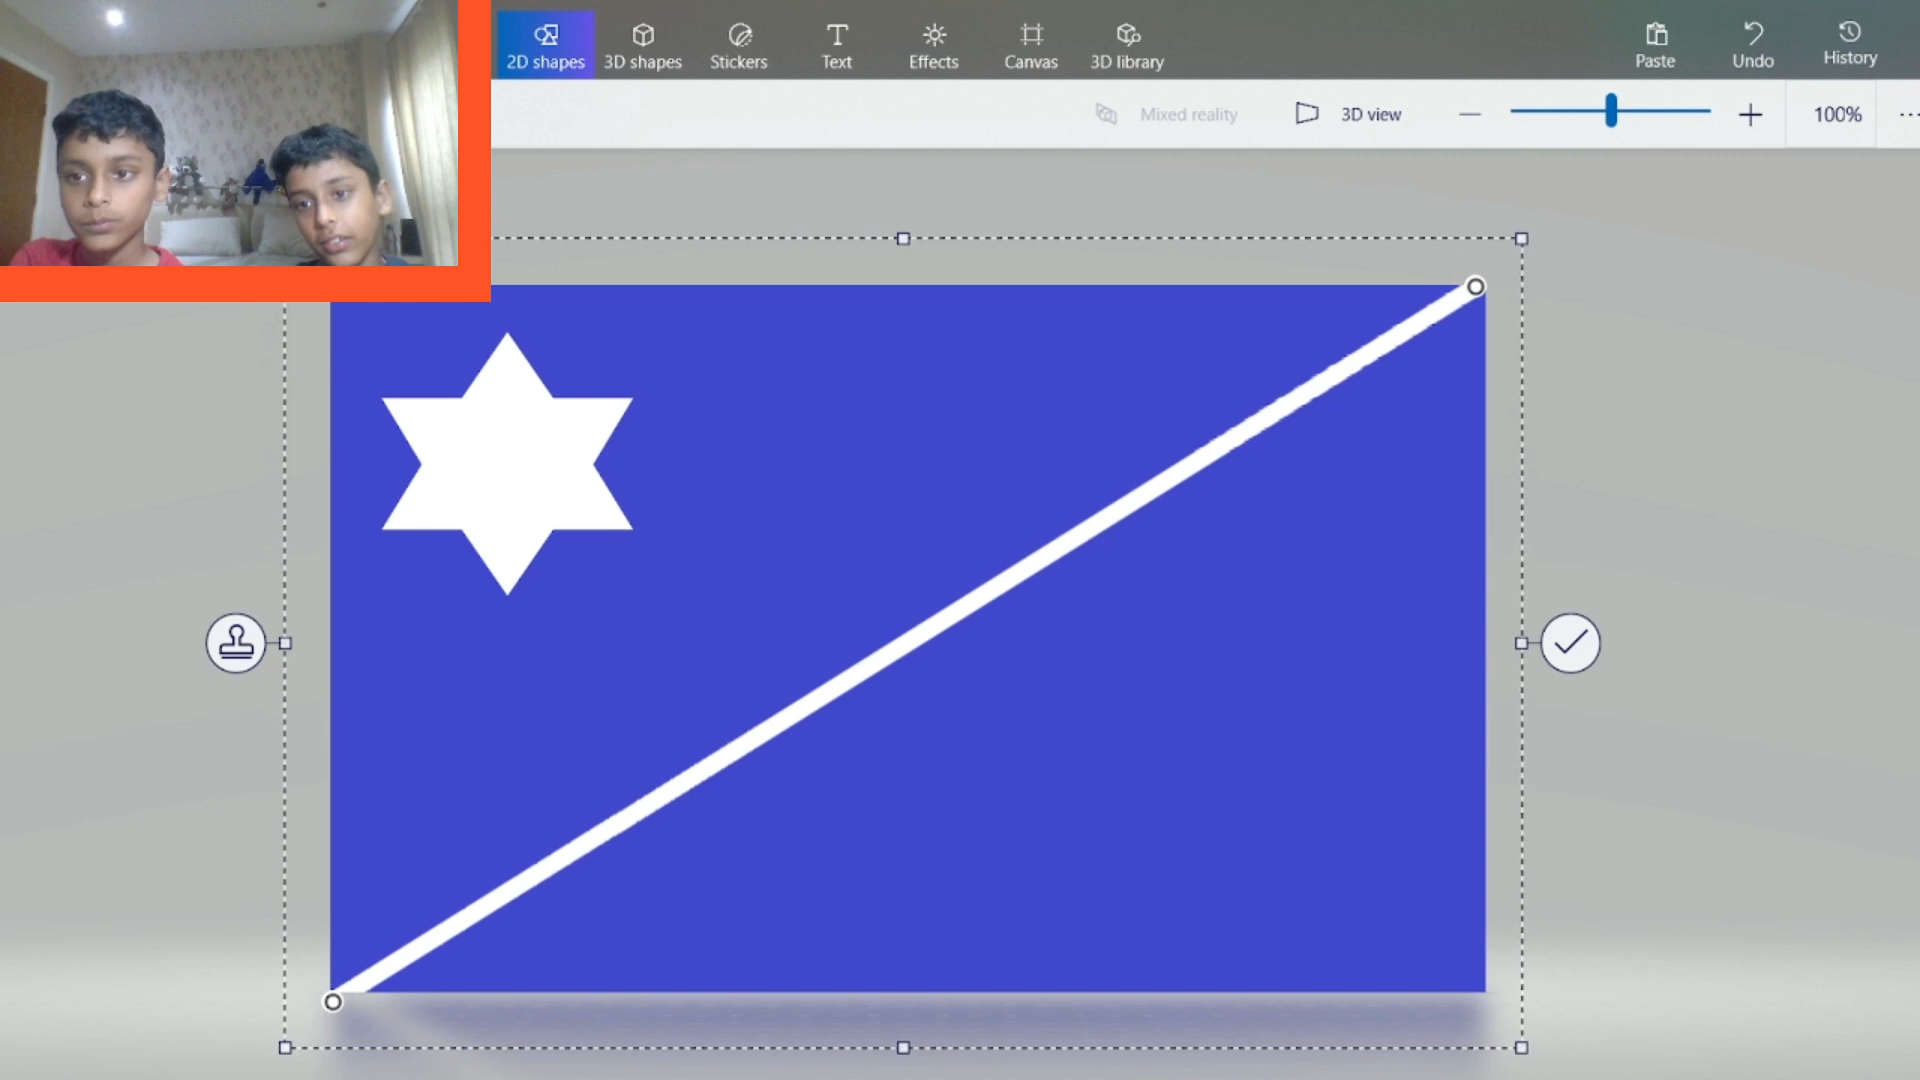 2D shapes
3D shapes
Stickers
Text
Effects
Canvas
3D library
Paste
Undo
History
Mixed reality
3D view
100%